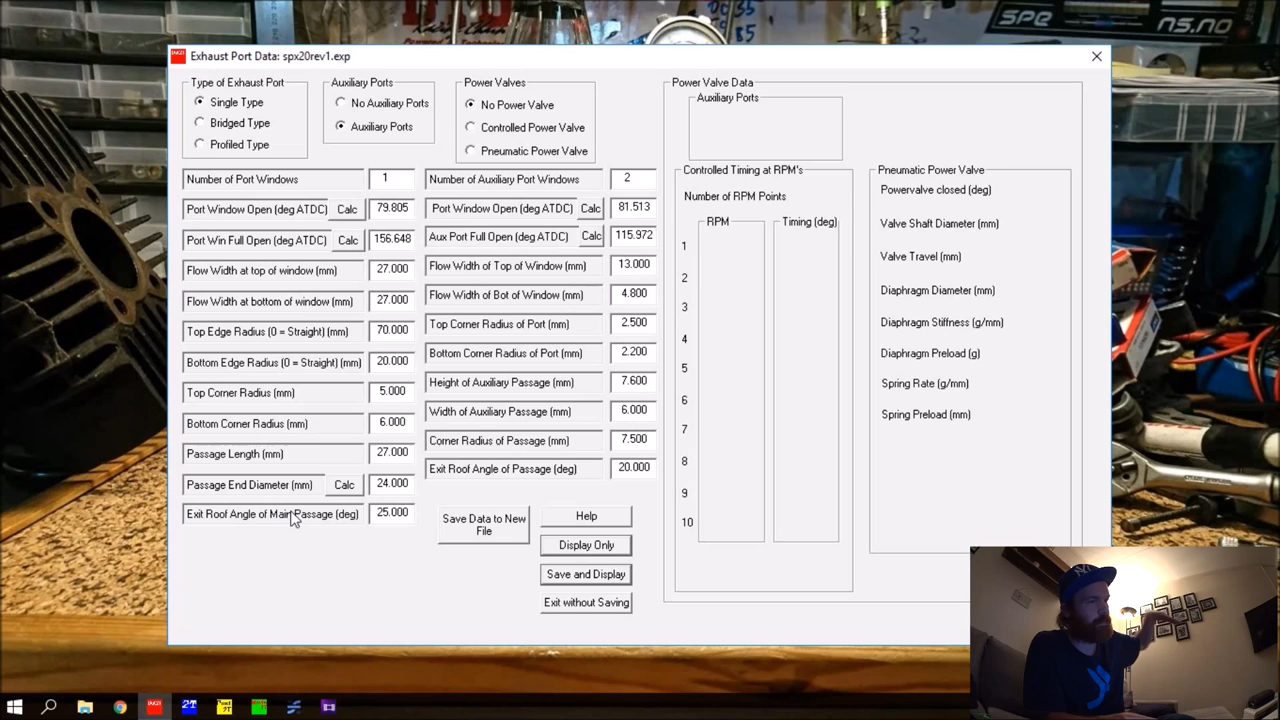 spe
ns.no
Exhaust Port Data: spx20rev1.exp
Type of Exhaust Port
Single Type
Bridged Type
Profiled Type
Auxiliary Ports
No Auxiliary Ports
Auxiliary Ports
Power Valves
No Power Valve
Controlled Power Valve
Pneumatic Power Valve
Number of Port Windows 1
Port Window Open (deg ATDC) Calc 79.805
Port Win Full Open (deg ATDC) Calc 156.648
Flow Width at top of window (mm) 27.000
Flow Width at bottom of window (mm) 27.000
Top Edge Radius (0 = Straight) (mm) 70.000
Bottom Edge Radius (0 = Straight) (mm) 20.000
Top Corner Radius (mm) 5.000
Bottom Corner Radius (mm) 6.000
Passage Length (mm) 27.000
Passage End Diameter (mm) Calc 24.000
Exit Roof Angle of Main Passage (deg) 25.000
Number of Auxiliary Port Windows 2
Port Window Open (deg ATDC) Calc 81.513
Aux Port Full Open (deg ATDC) Calc 115.972
Flow Width of Top of Window (mm) 13.000
Flow Width of Bot of Window (mm) 4.800
Top Corner Radius of Port (mm) 2.500
Bottom Corner Radius of Port (mm) 2.200
Height of Auxiliary Passage (mm) 7.600
Width of Auxiliary Passage (mm) 6.000
Corner Radius of Passage (mm) 7.500
Exit Roof Angle of Passage (deg) 20.000
Save Data to New
File
Help
Display Only
Save and Display
Exit without Saving
Power Valve Data
Auxiliary Ports
Controlled Timing at RPM's
Number of RPM Points
RPM
Timing (deg)
1
2
3
4
5
6
7
8
9
10
Pneumatic Power Valve
Powervalve closed (deg)
Valve Shaft Diameter (mm)
Valve Travel (mm)
Diaphragm Diameter (mm)
Diaphragm Stiffness (g/mm)
Diaphragm Preload (g)
Spring Rate (g/mm)
Spring Preload (mm)
2T